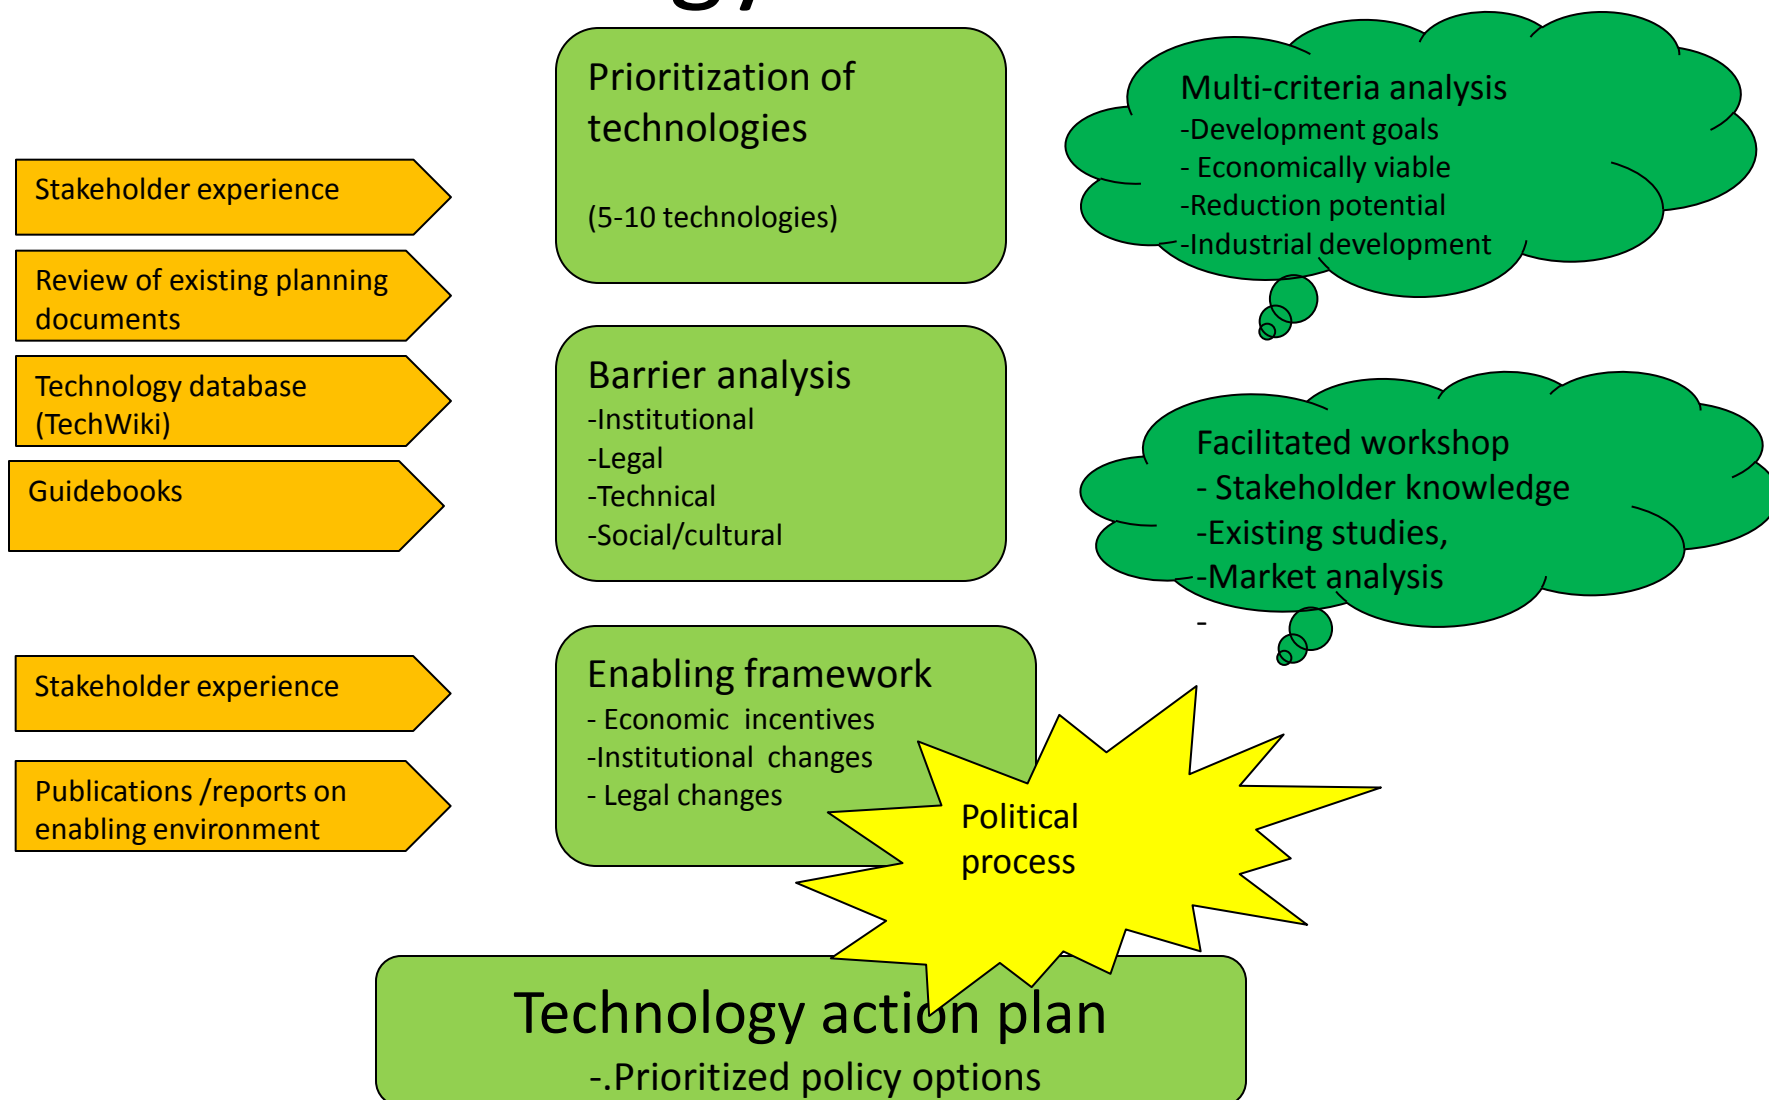 gy
Prioritization of
technologies
(5-10 technologies)
Multi-criteria analysis
-Development goals
- Economically viable
-Reduction potential
-Industrial development
Stakeholder experience
Review of existing planning
documents
Technology database
(TechWiki)
Guidebooks
Barrier analysis
-Institutional
-Legal
-Technical
-Social/cultural
Facilitated workshop
- Stakeholder knowledge
-Existing studies,
-Market analysis
-
Stakeholder experience
Publications /reports on
enabling environment
Enabling framework
- Economic incentives
-Institutional changes
- Legal changes
Political
process
Technology action plan
-.Prioritized policy options